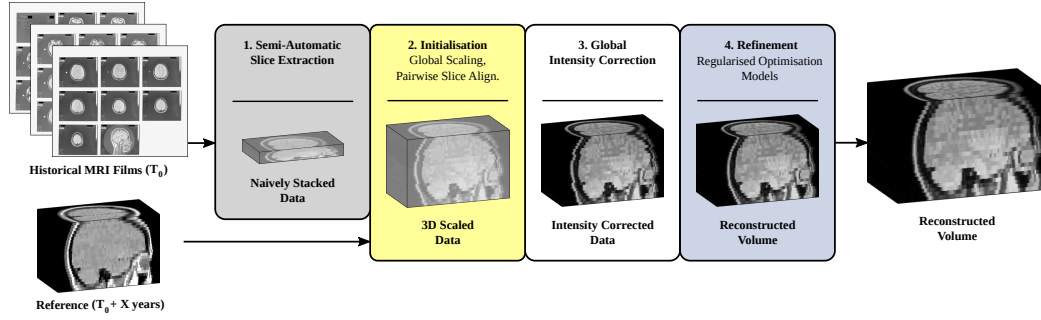 Historical MRI Films (T0)
Reference (T0+ X years)
1. Semi-Automatic
Slice Extraction
Naively Stacked
Data
2. Initialisation
Global Scaling,
Pairwise Slice Align.
3D Scaled
Data
3. Global
Intensity Correction
Intensity Corrected
Data
4. Refinement
Regularised Optimisation
Models
Reconstructed
Volume
Reconstructed
Volume